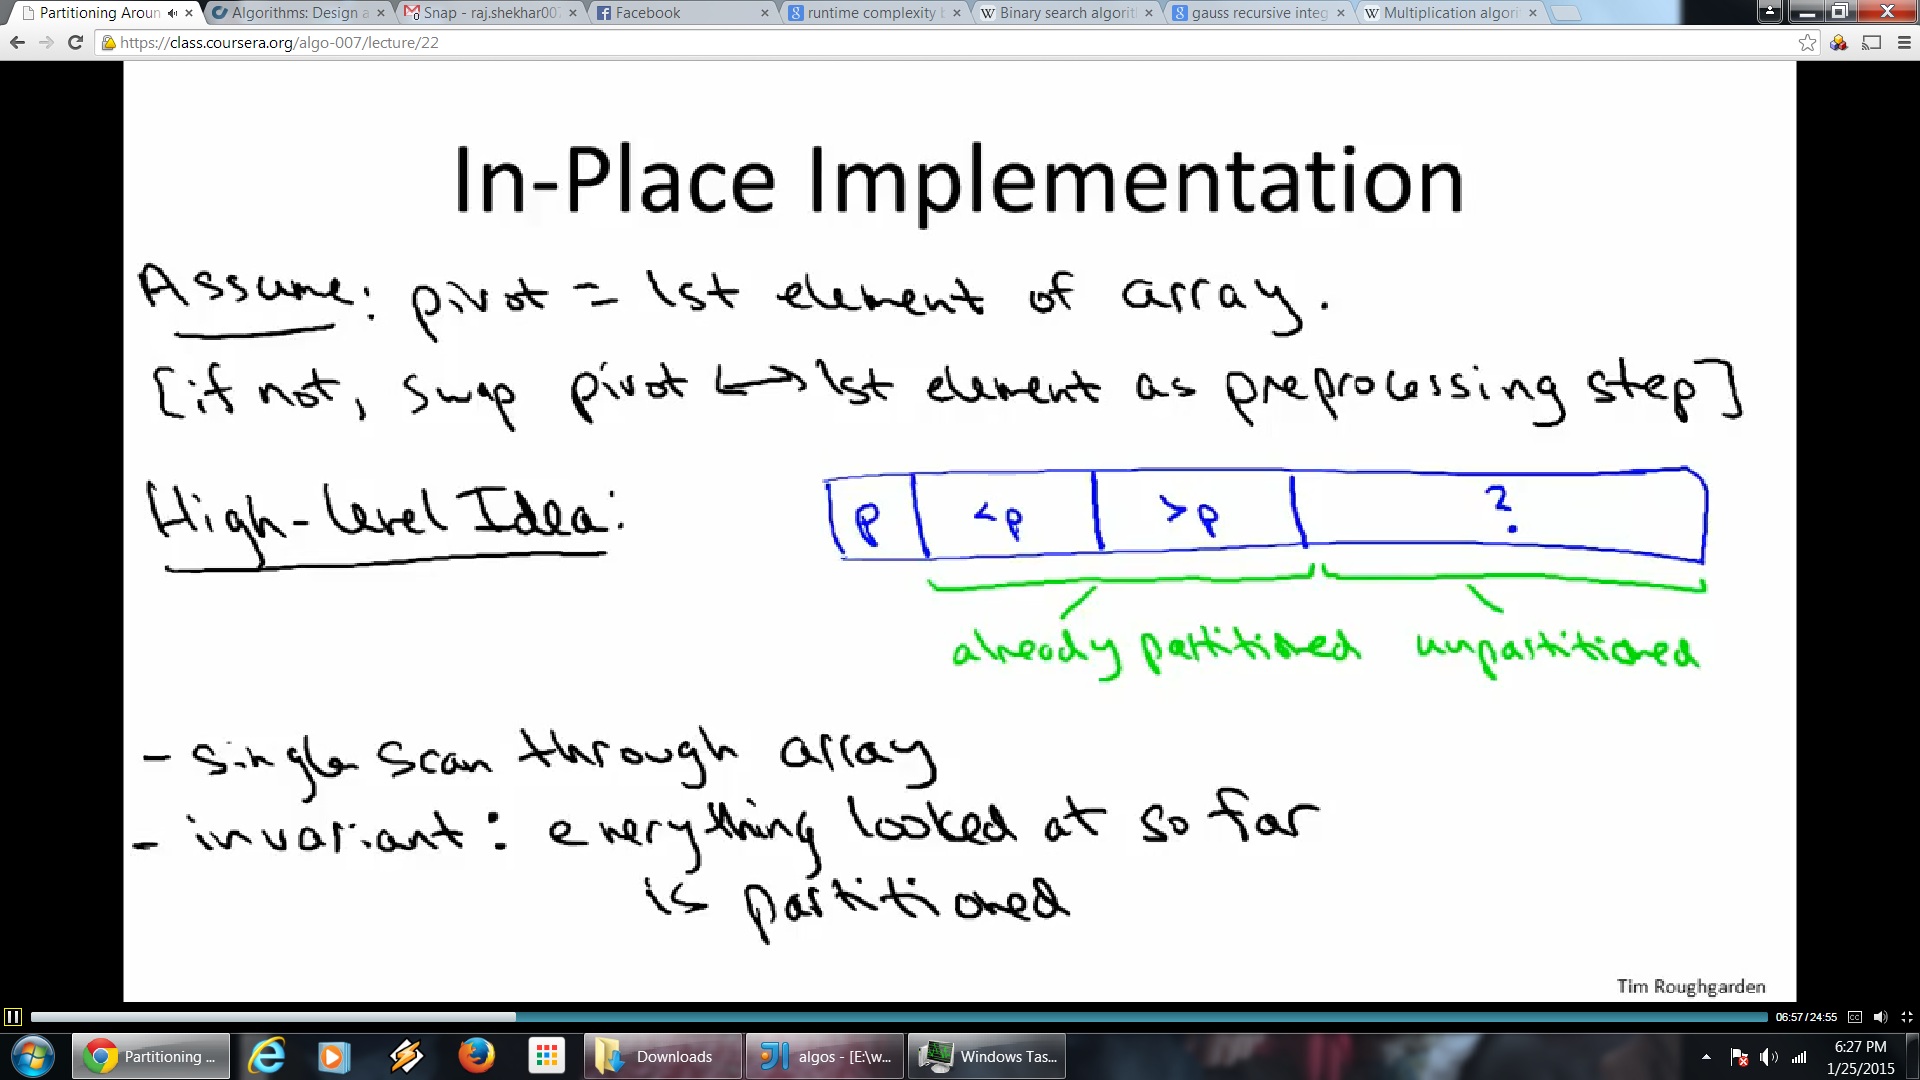 Partitioning Aroun
Algorithms: Design a
Snap - raj.shekhar00
Facebook
runtime complexity b
Binary search algorit
gauss recursive integ
Multiplication algori
https://class.coursera.org/algo-007/lecture/22
In-Place Implementation
Assume: pivot = 1st element of array.
[if not, swap pivot ↔ 1st element as preprocessing step]
High-level Idea:
p <p >p ?
already partitioned unpartitioned
- single scan through array
- invariant: everything looked at so far
is partitioned
Tim Roughgarden
06:57/24:55
Partitioning ...
Downloads
algos - [E:\w...
Windows Tas...
6:27 PM
1/25/2015